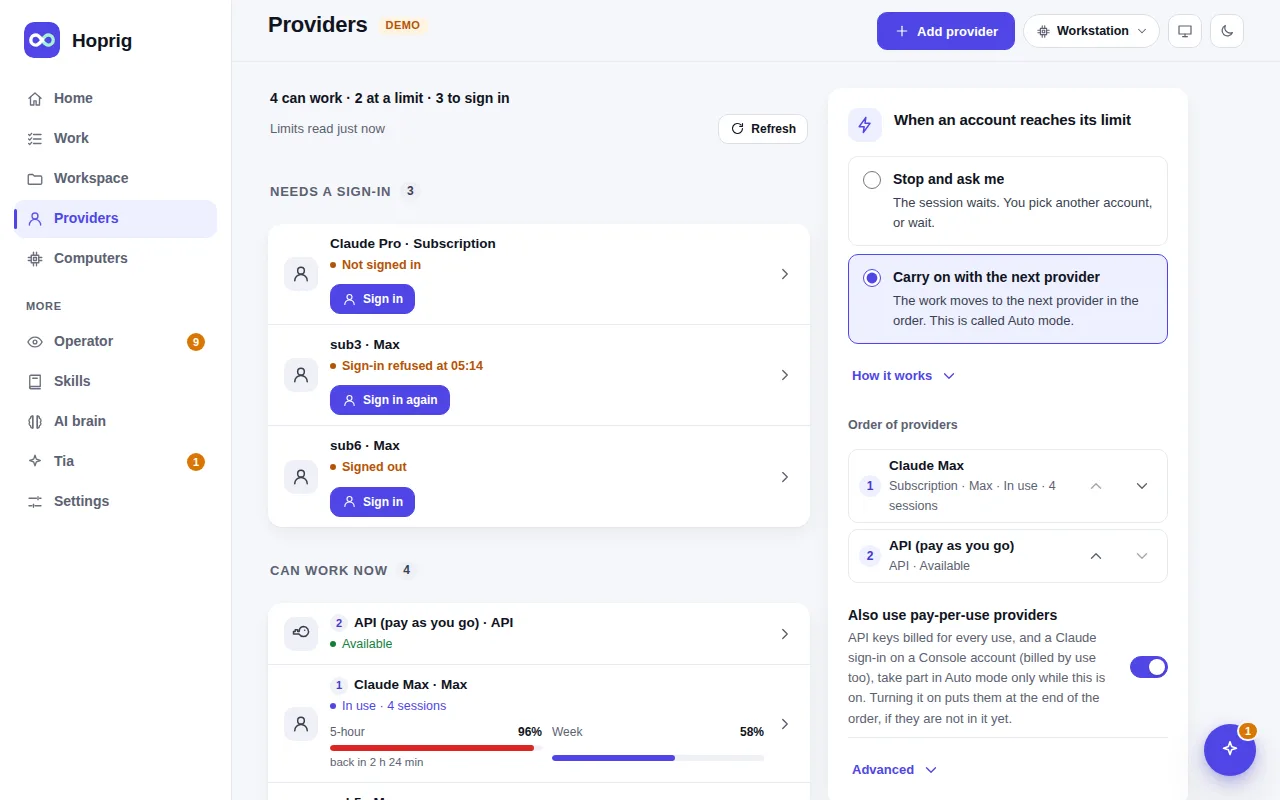 Hoprig
Home
Work
Workspace
Providers
Computers
MORE
Operator 9
Skills
AI brain
Tia 1
Settings
Providers DEMO
Add provider
Workstation
4 can work · 2 at a limit · 3 to sign in
Limits read just now
Refresh
NEEDS A SIGN-IN 3
Claude Pro · Subscription
Not signed in
Sign in
sub3 · Max
Sign-in refused at 05:14
Sign in again
sub6 · Max
Signed out
Sign in
CAN WORK NOW 4
2 API (pay as you go) · API
Available
1 Claude Max · Max
In use · 4 sessions
5-hour 96% Week 58%
back in 2 h 24 min
When an account reaches its limit
Stop and ask me
The session waits. You pick another account,
or wait.
Carry on with the next provider
The work moves to the next provider in the
order. This is called Auto mode.
How it works
Order of providers
1 Claude Max
Subscription · Max · In use · 4
sessions
2 API (pay as you go)
API · Available
Also use pay-per-use providers
API keys billed for every use, and a Claude
sign-in on a Console account (billed by use
too), take part in Auto mode only while this is
on. Turning it on puts them at the end of the
order, if they are not in it yet.
Advanced
1